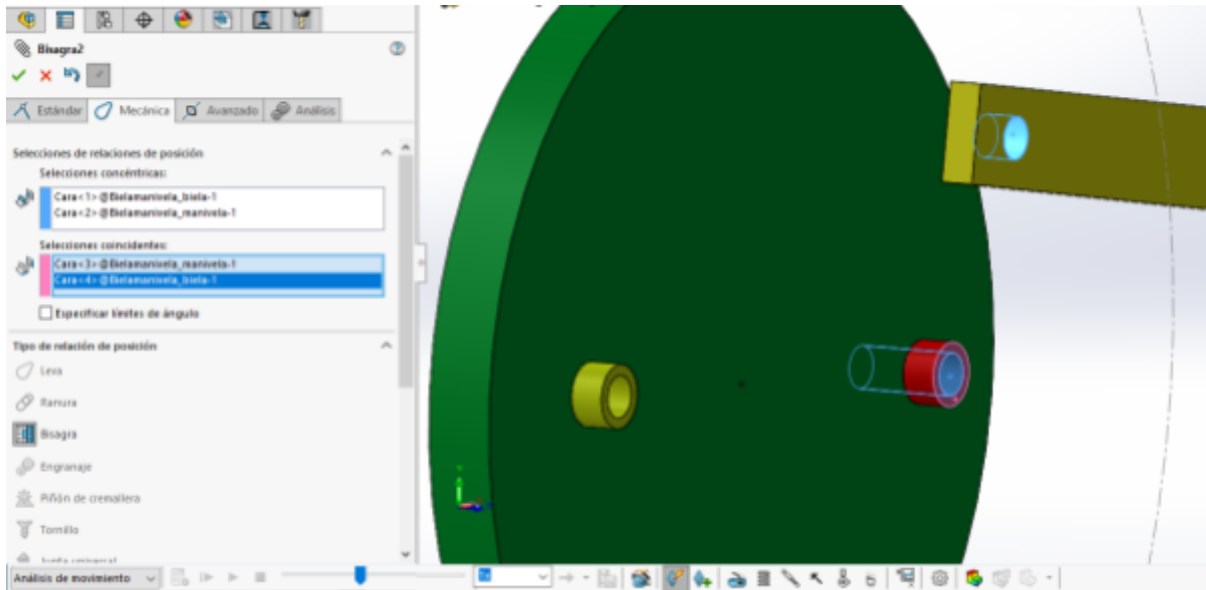 Bisagra2
Estándar Mecánica Avanzado Análisis
Selecciones de relaciones de posición
Selecciones concéntricas:
Cara<1>@Bielamanivela_biela-1
Cara<2>@Bielamanivela_manivela-1
Selecciones coincidentes:
Cara<3>@Bielamanivela_manivela-1
Cara<4>@Bielamanivela_biela-1
Especificar límites de ángulo
Tipo de relación de posición
Leva
Ranura
Bisagra
Engranaje
Piñón de cremallera
Tornillo
Junta universal
Análisis de movimiento